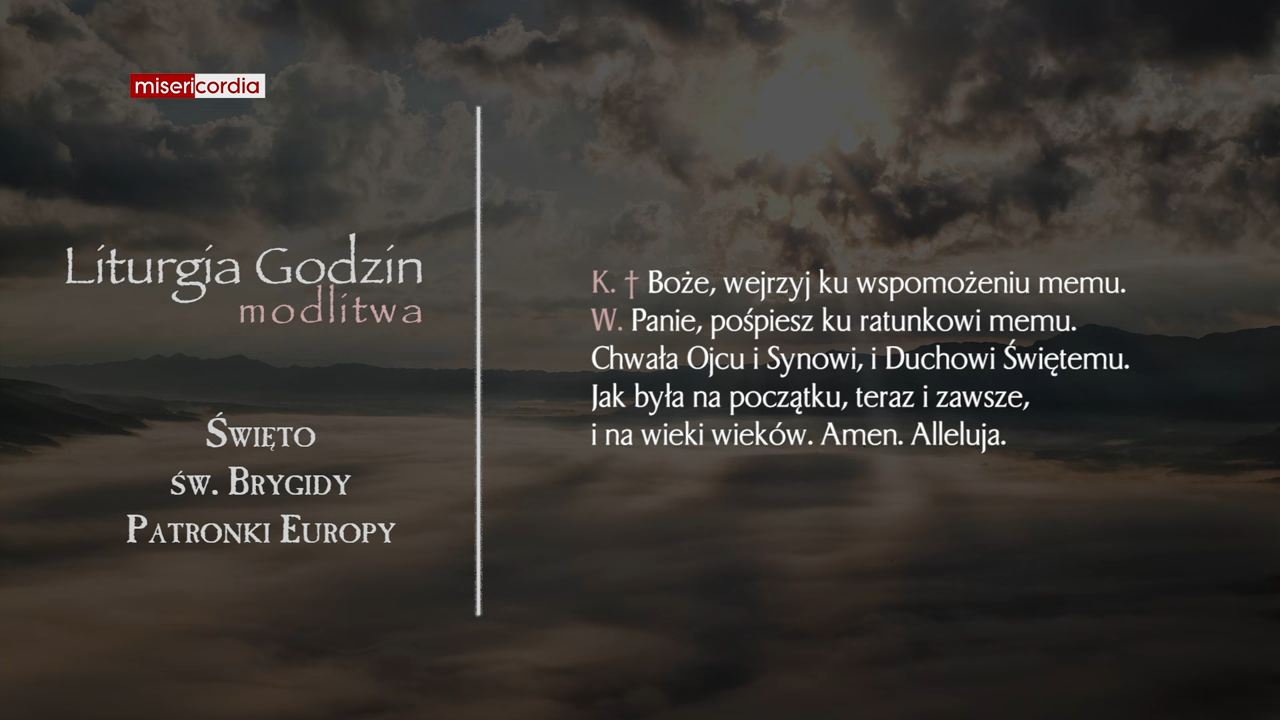 misericordia
Liturgia Godzin
modlitwa
Święto
św. Brygidy
Patronki Europy
K. † Boże, wejrzyj ku wspomożeniu memu.
W. Panie, pośpiesz ku ratunkowi memu.
Chwała Ojcu i Synowi, i Duchowi Świętemu.
Jak była na początku, teraz i zawsze,
i na wieki wieków. Amen. Alleluja.